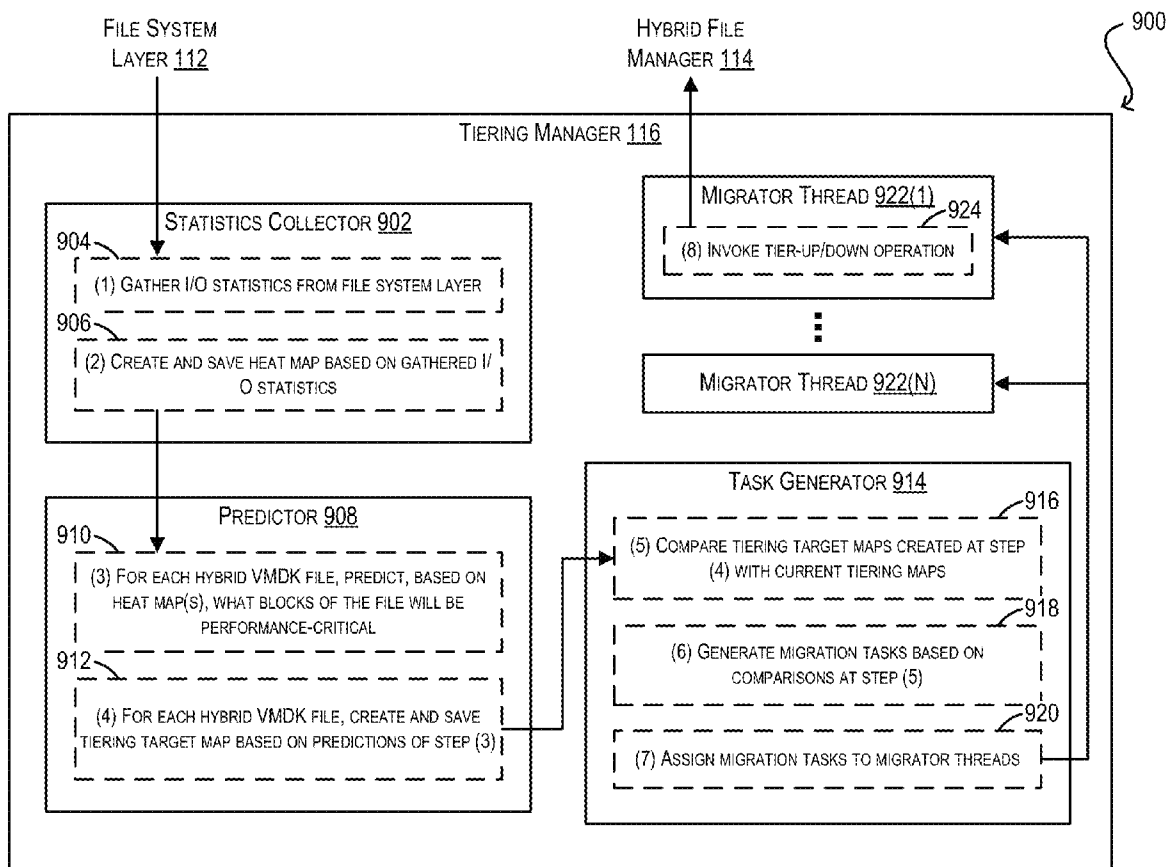 FILE SYSTEM
LAYER 112
HYBRID FILE
MANAGER 114
900
TIERING MANAGER 116
STATISTICS COLLECTOR 902
904
(1) GATHER I/O STATISTICS FROM FILE SYSTEM LAYER
906
(2) CREATE AND SAVE HEAT MAP BASED ON GATHERED I/
O STATISTICS
MIGRATOR THREAD 922(1)
924
(8) INVOKE TIER-UP/DOWN OPERATION
MIGRATOR THREAD 922(N)
PREDICTOR 908
910
(3) FOR EACH HYBRID VMDK FILE, PREDICT, BASED ON
HEAT MAP(S), WHAT BLOCKS OF THE FILE WILL BE
PERFORMANCE-CRITICAL
912
(4) FOR EACH HYBRID VMDK FILE, CREATE AND SAVE
TIERING TARGET MAP BASED ON PREDICTIONS OF STEP (3)
TASK GENERATOR 914
916
(5) COMPARE TIERING TARGET MAPS CREATED AT STEP
(4) WITH CURRENT TIERING MAPS
918
(6) GENERATE MIGRATION TASKS BASED ON
COMPARISONS AT STEP (5)
920
(7) ASSIGN MIGRATION TASKS TO MIGRATOR THREADS